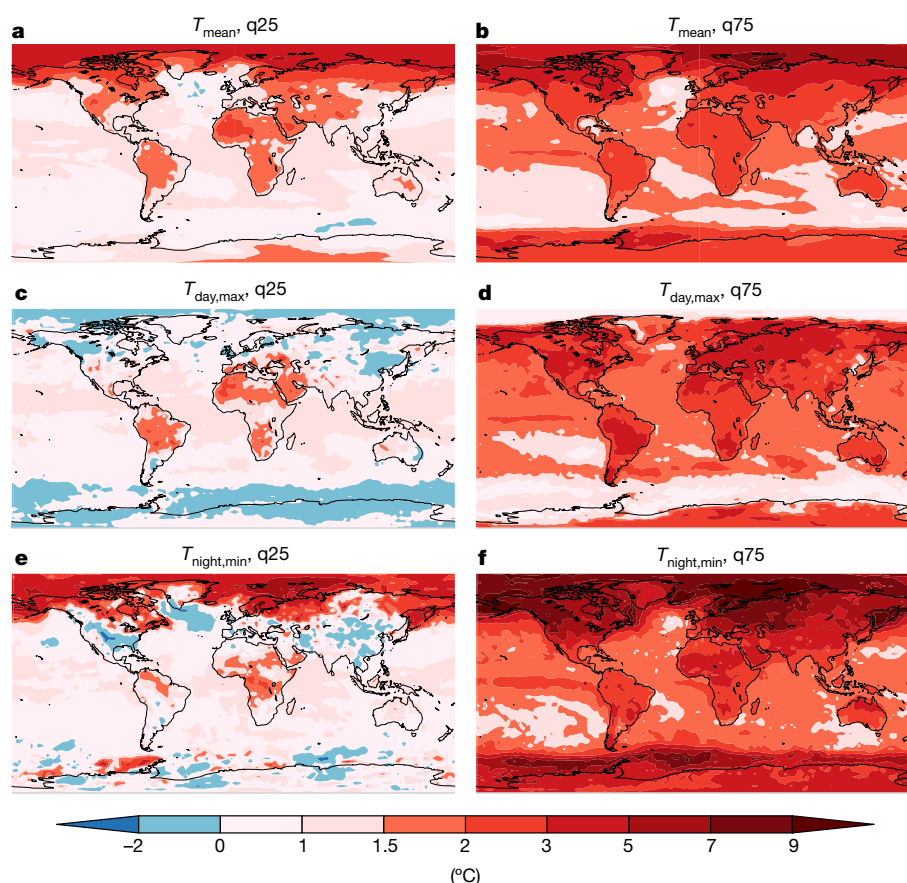 a
T_mean, q25
b
T_mean, q75
c
T_day,max, q25
d
T_day,max, q75
e
T_night,min, q25
f
T_night,min, q75
–2 0 1 1.5 2 3 5 7 9
(°C)